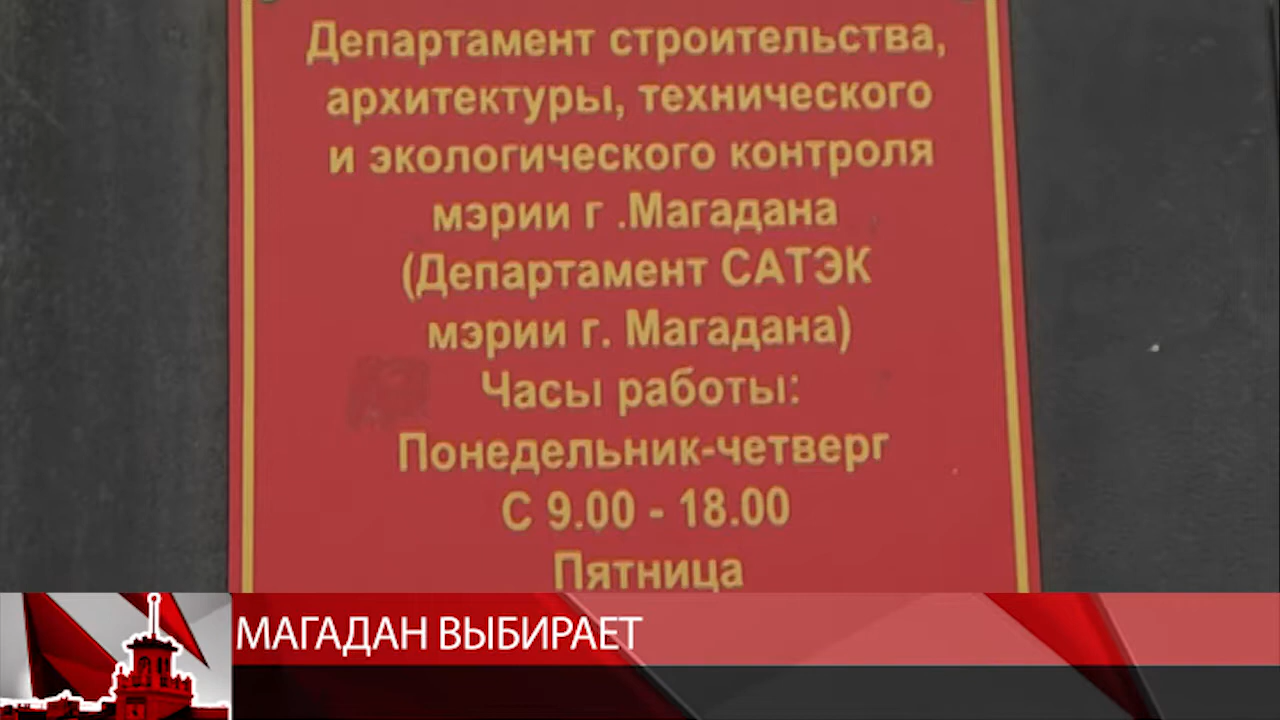 Департамент строительства,
архитектуры, технического
и экологического контроля
мэрии г .Магадана
(Департамент САТЭК
мэрии г. Магадана)
Часы работы:
Понедельник-четверг
С 9.00 - 18.00
Пятница
МАГАДАН ВЫБИРАЕТ